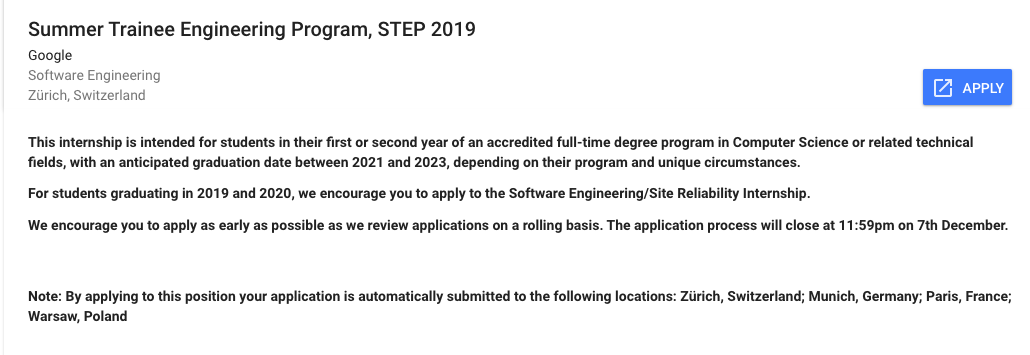 Summer Trainee Engineering Program, STEP 2019
Google
Software Engineering
Zürich, Switzerland
APPLY
This internship is intended for students in their first or second year of an accredited full-time degree program in Computer Science or related technical
fields, with an anticipated graduation date between 2021 and 2023, depending on their program and unique circumstances.
For students graduating in 2019 and 2020, we encourage you to apply to the Software Engineering/Site Reliability Internship.
We encourage you to apply as early as possible as we review applications on a rolling basis. The application process will close at 11:59pm on 7th December.
Note: By applying to this position your application is automatically submitted to the following locations: Zürich, Switzerland; Munich, Germany; Paris, France;
Warsaw, Poland